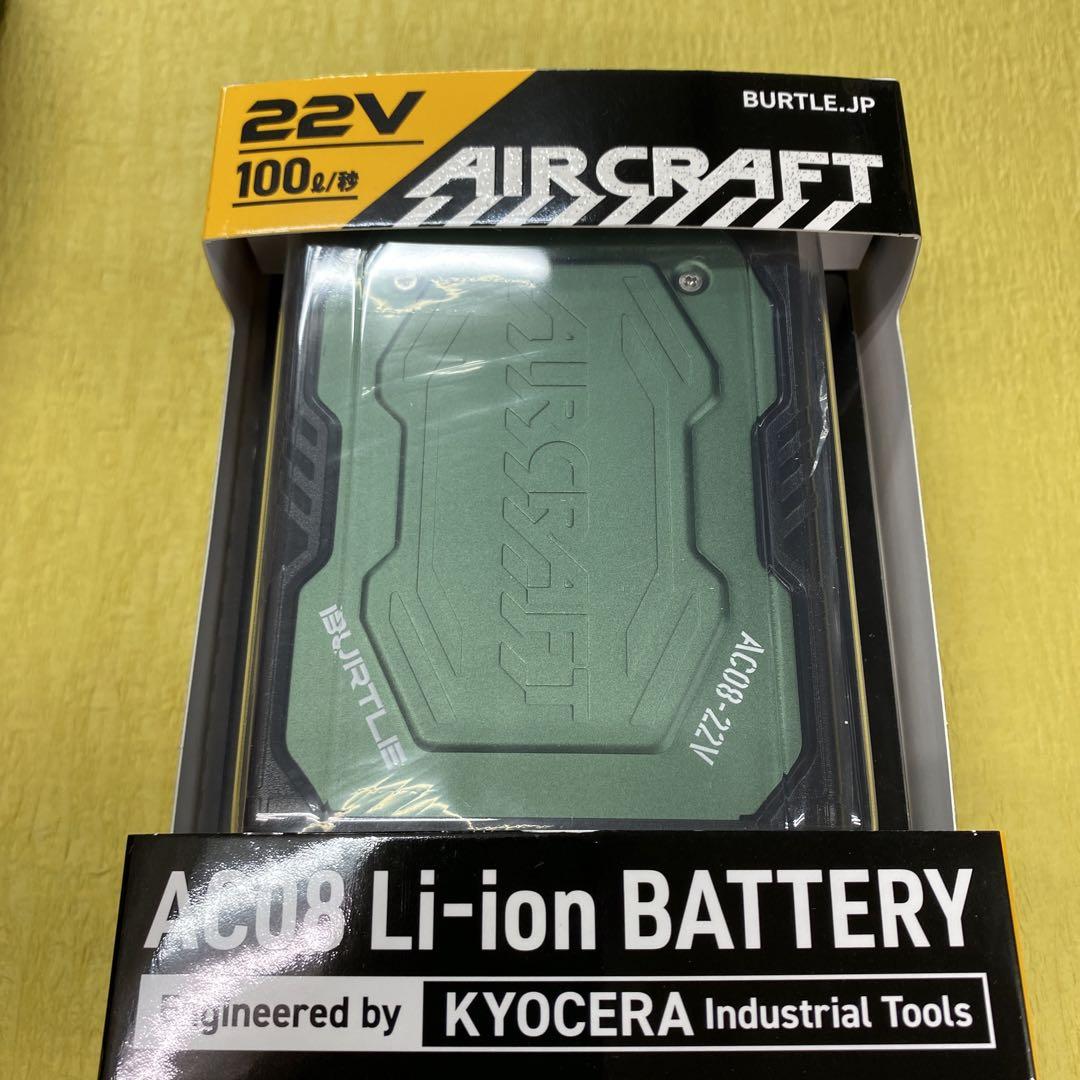 22V
100ℓ/秒
BURTLE.JP
AIRCRAFT
AIRCRAFT
BURTLE
AC08-22V
AC08 Li-ion BATTERY
Engineered by KYOCERA Industrial Tools